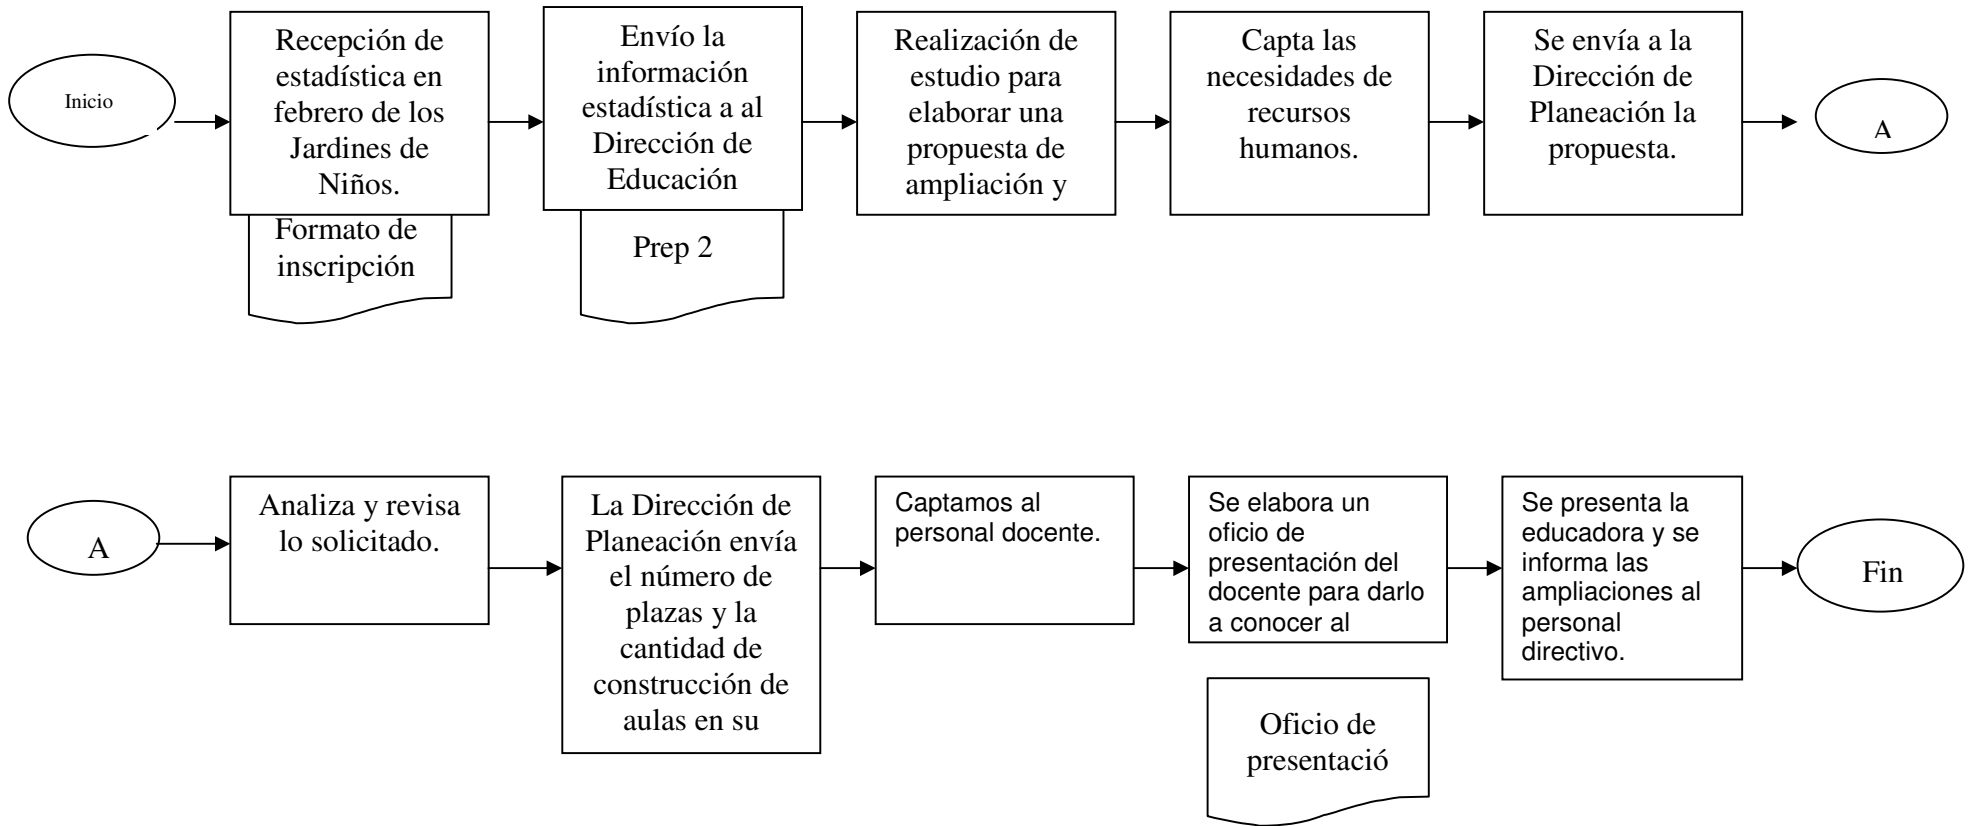 Inicio
Recepción de
estadística en
febrero de los
Jardines de
Niños.
Formato de
inscripción
Envío la
información
estadística a al
Dirección de
Educación
Prep 2
Realización de
estudio para
elaborar una
propuesta de
ampliación y
Capta las
necesidades de
recursos
humanos.
Se envía a la
Dirección de
Planeación la
propuesta.
A
A
Analiza y revisa
lo solicitado.
La Dirección de
Planeación envía
el número de
plazas y la
cantidad de
construcción de
aulas en su
Captamos al
personal docente.
Se elabora un
oficio de
presentación del
docente para darlo
a conocer al
Oficio de
presentació
Se presenta la
educadora y se
informa las
ampliaciones al
personal
directivo.
Fin